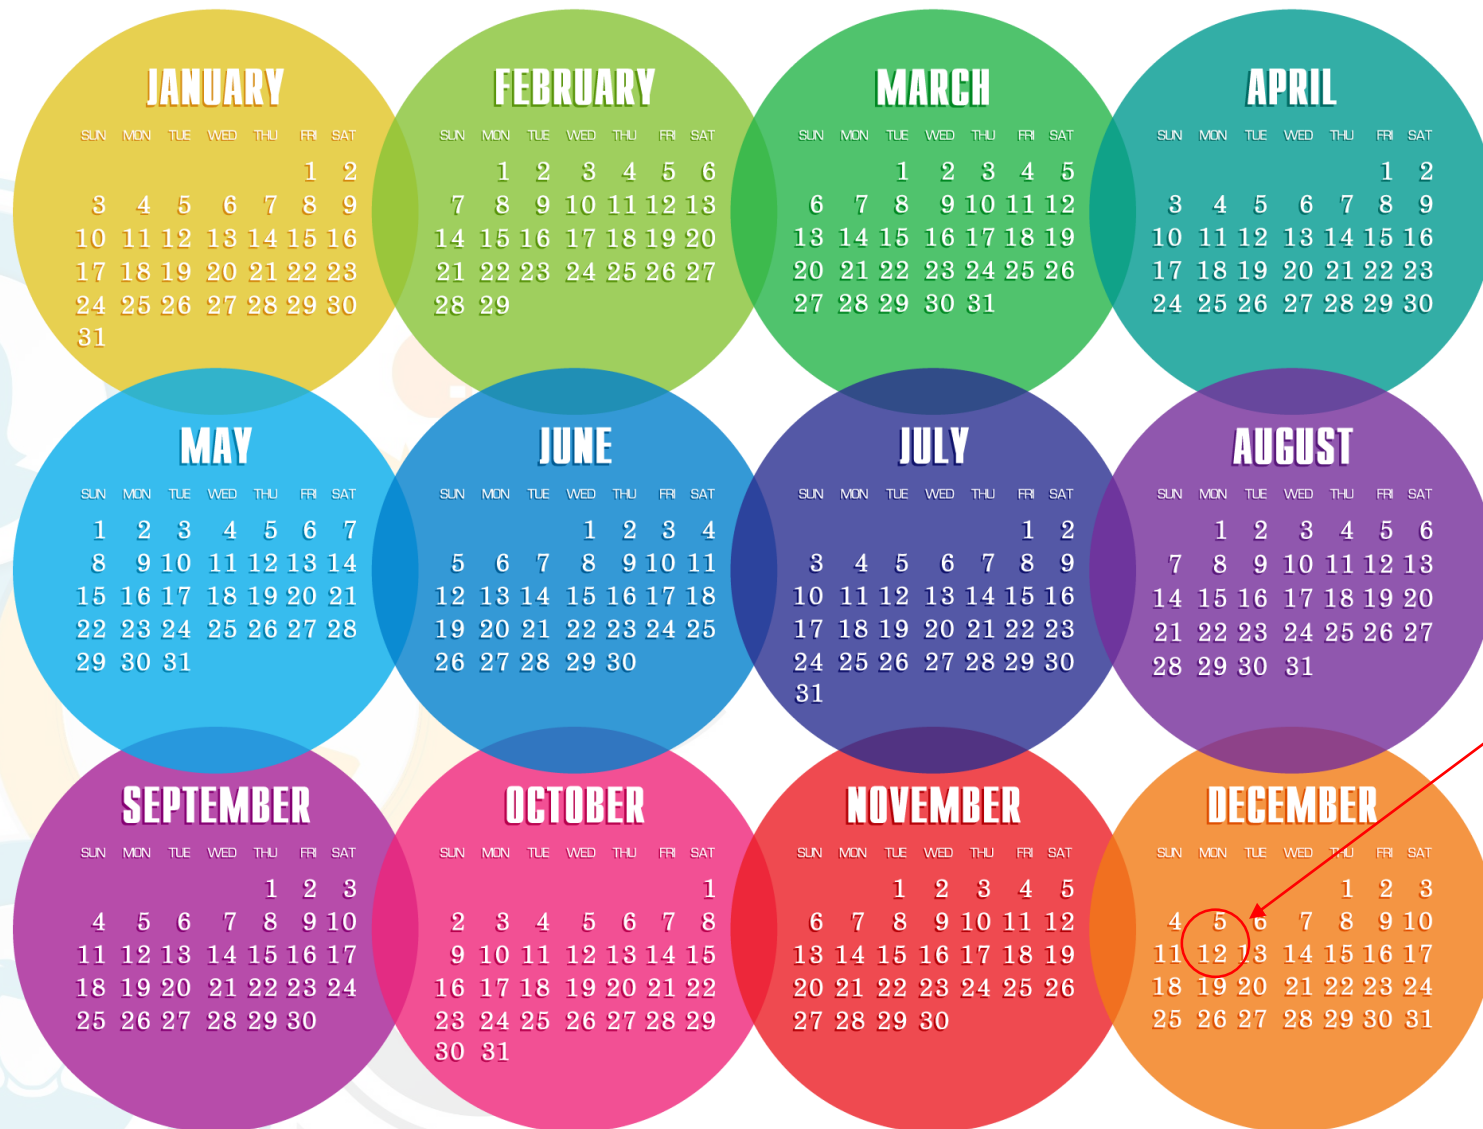 JANUARY
SUN MON TUE WED THU FRI SAT
1 2
3 4 5 6 7 8 9
10 11 12 13 14 15 16
17 18 19 20 21 22 23
24 25 26 27 28 29 30
31
FEBRUARY
SUN MON TUE WED THU FRI SAT
1 2 3 4 5 6
7 8 9 10 11 12 13
14 15 16 17 18 19 20
21 22 23 24 25 26 27
28 29
MARCH
SUN MON TUE WED THU FRI SAT
1 2 3 4 5
6 7 8 9 10 11 12
13 14 15 16 17 18 19
20 21 22 23 24 25 26
27 28 29 30 31
APRIL
SUN MON TUE WED THU FRI SAT
1 2
3 4 5 6 7 8 9
10 11 12 13 14 15 16
17 18 19 20 21 22 23
24 25 26 27 28 29 30
MAY
SUN MON TUE WED THU FRI SAT
1 2 3 4 5 6 7
8 9 10 11 12 13 14
15 16 17 18 19 20 21
22 23 24 25 26 27 28
29 30 31
JUNE
SUN MON TUE WED THU FRI SAT
1 2 3 4
5 6 7 8 9 10 11
12 13 14 15 16 17 18
19 20 21 22 23 24 25
26 27 28 29 30
JULY
SUN MON TUE WED THU FRI SAT
1 2
3 4 5 6 7 8 9
10 11 12 13 14 15 16
17 18 19 20 21 22 23
24 25 26 27 28 29 30
31
AUGUST
SUN MON TUE WED THU FRI SAT
1 2 3 4 5 6
7 8 9 10 11 12 13
14 15 16 17 18 19 20
21 22 23 24 25 26 27
28 29 30 31
SEPTEMBER
SUN MON TUE WED THU FRI SAT
1 2 3
4 5 6 7 8 9 10
11 12 13 14 15 16 17
18 19 20 21 22 23 24
25 26 27 28 29 30
OCTOBER
SUN MON TUE WED THU FRI SAT
1
2 3 4 5 6 7 8
9 10 11 12 13 14 15
16 17 18 19 20 21 22
23 24 25 26 27 28 29
30 31
NOVEMBER
SUN MON TUE WED THU FRI SAT
1 2 3 4 5
6 7 8 9 10 11 12
13 14 15 16 17 18 19
20 21 22 23 24 25 26
27 28 29 30
DECEMBER
SUN MON TUE WED THU FRI SAT
1 2 3
4 5 6 7 8 9 10
11 12 13 14 15 16 17
18 19 20 21 22 23 24
25 26 27 28 29 30 31